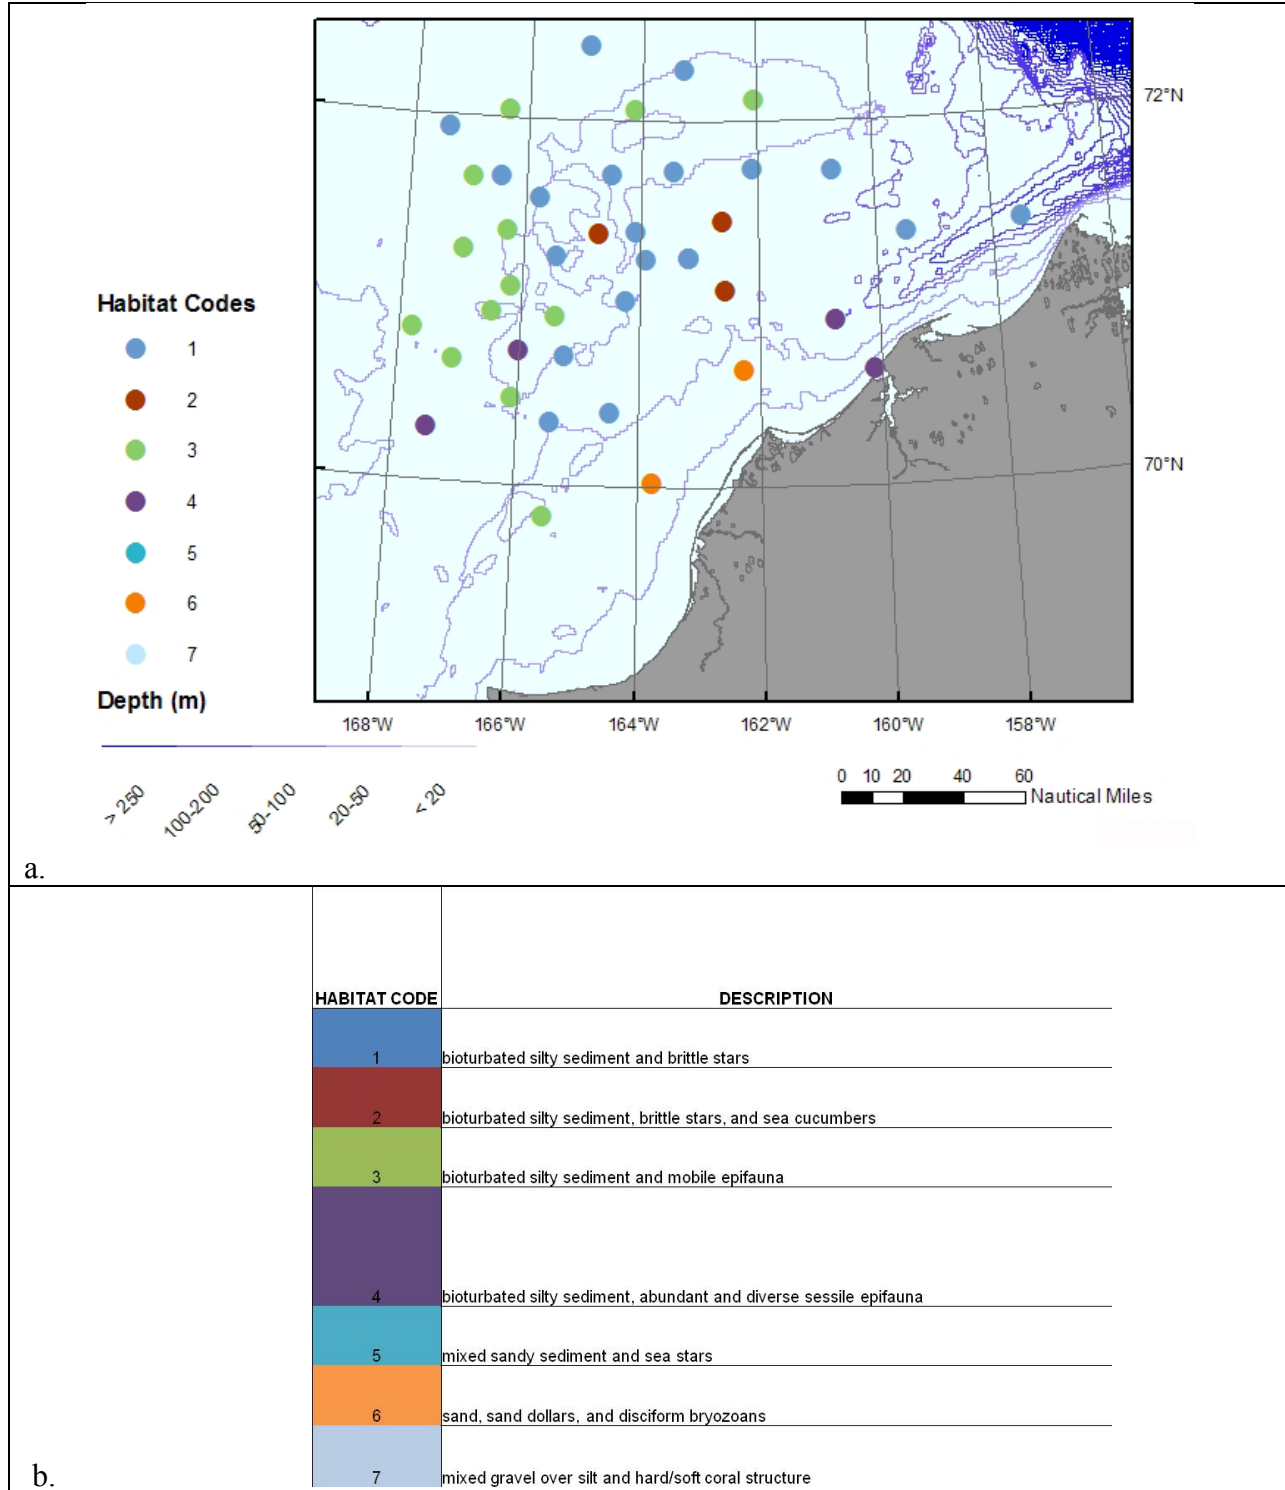 72°N
Habitat Codes
1
2
3
4
5
6
7
70°N
Depth (m)
168°W 166°W 164°W 162°W 160°W 158°W
> 250 100-200 50-100 20-50 < 20
0 10 20 40 60
Nautical Miles
a.
HABITAT CODE DESCRIPTION
1 bioturbated silty sediment and brittle stars
2 bioturbated silty sediment, brittle stars, and sea cucumbers
3 bioturbated silty sediment and mobile epifauna
4 bioturbated silty sediment, abundant and diverse sessile epifauna
5 mixed sandy sediment and sea stars
6 sand, sand dollars, and disciform bryozoans
7 mixed gravel over silt and hard/soft coral structure
b.